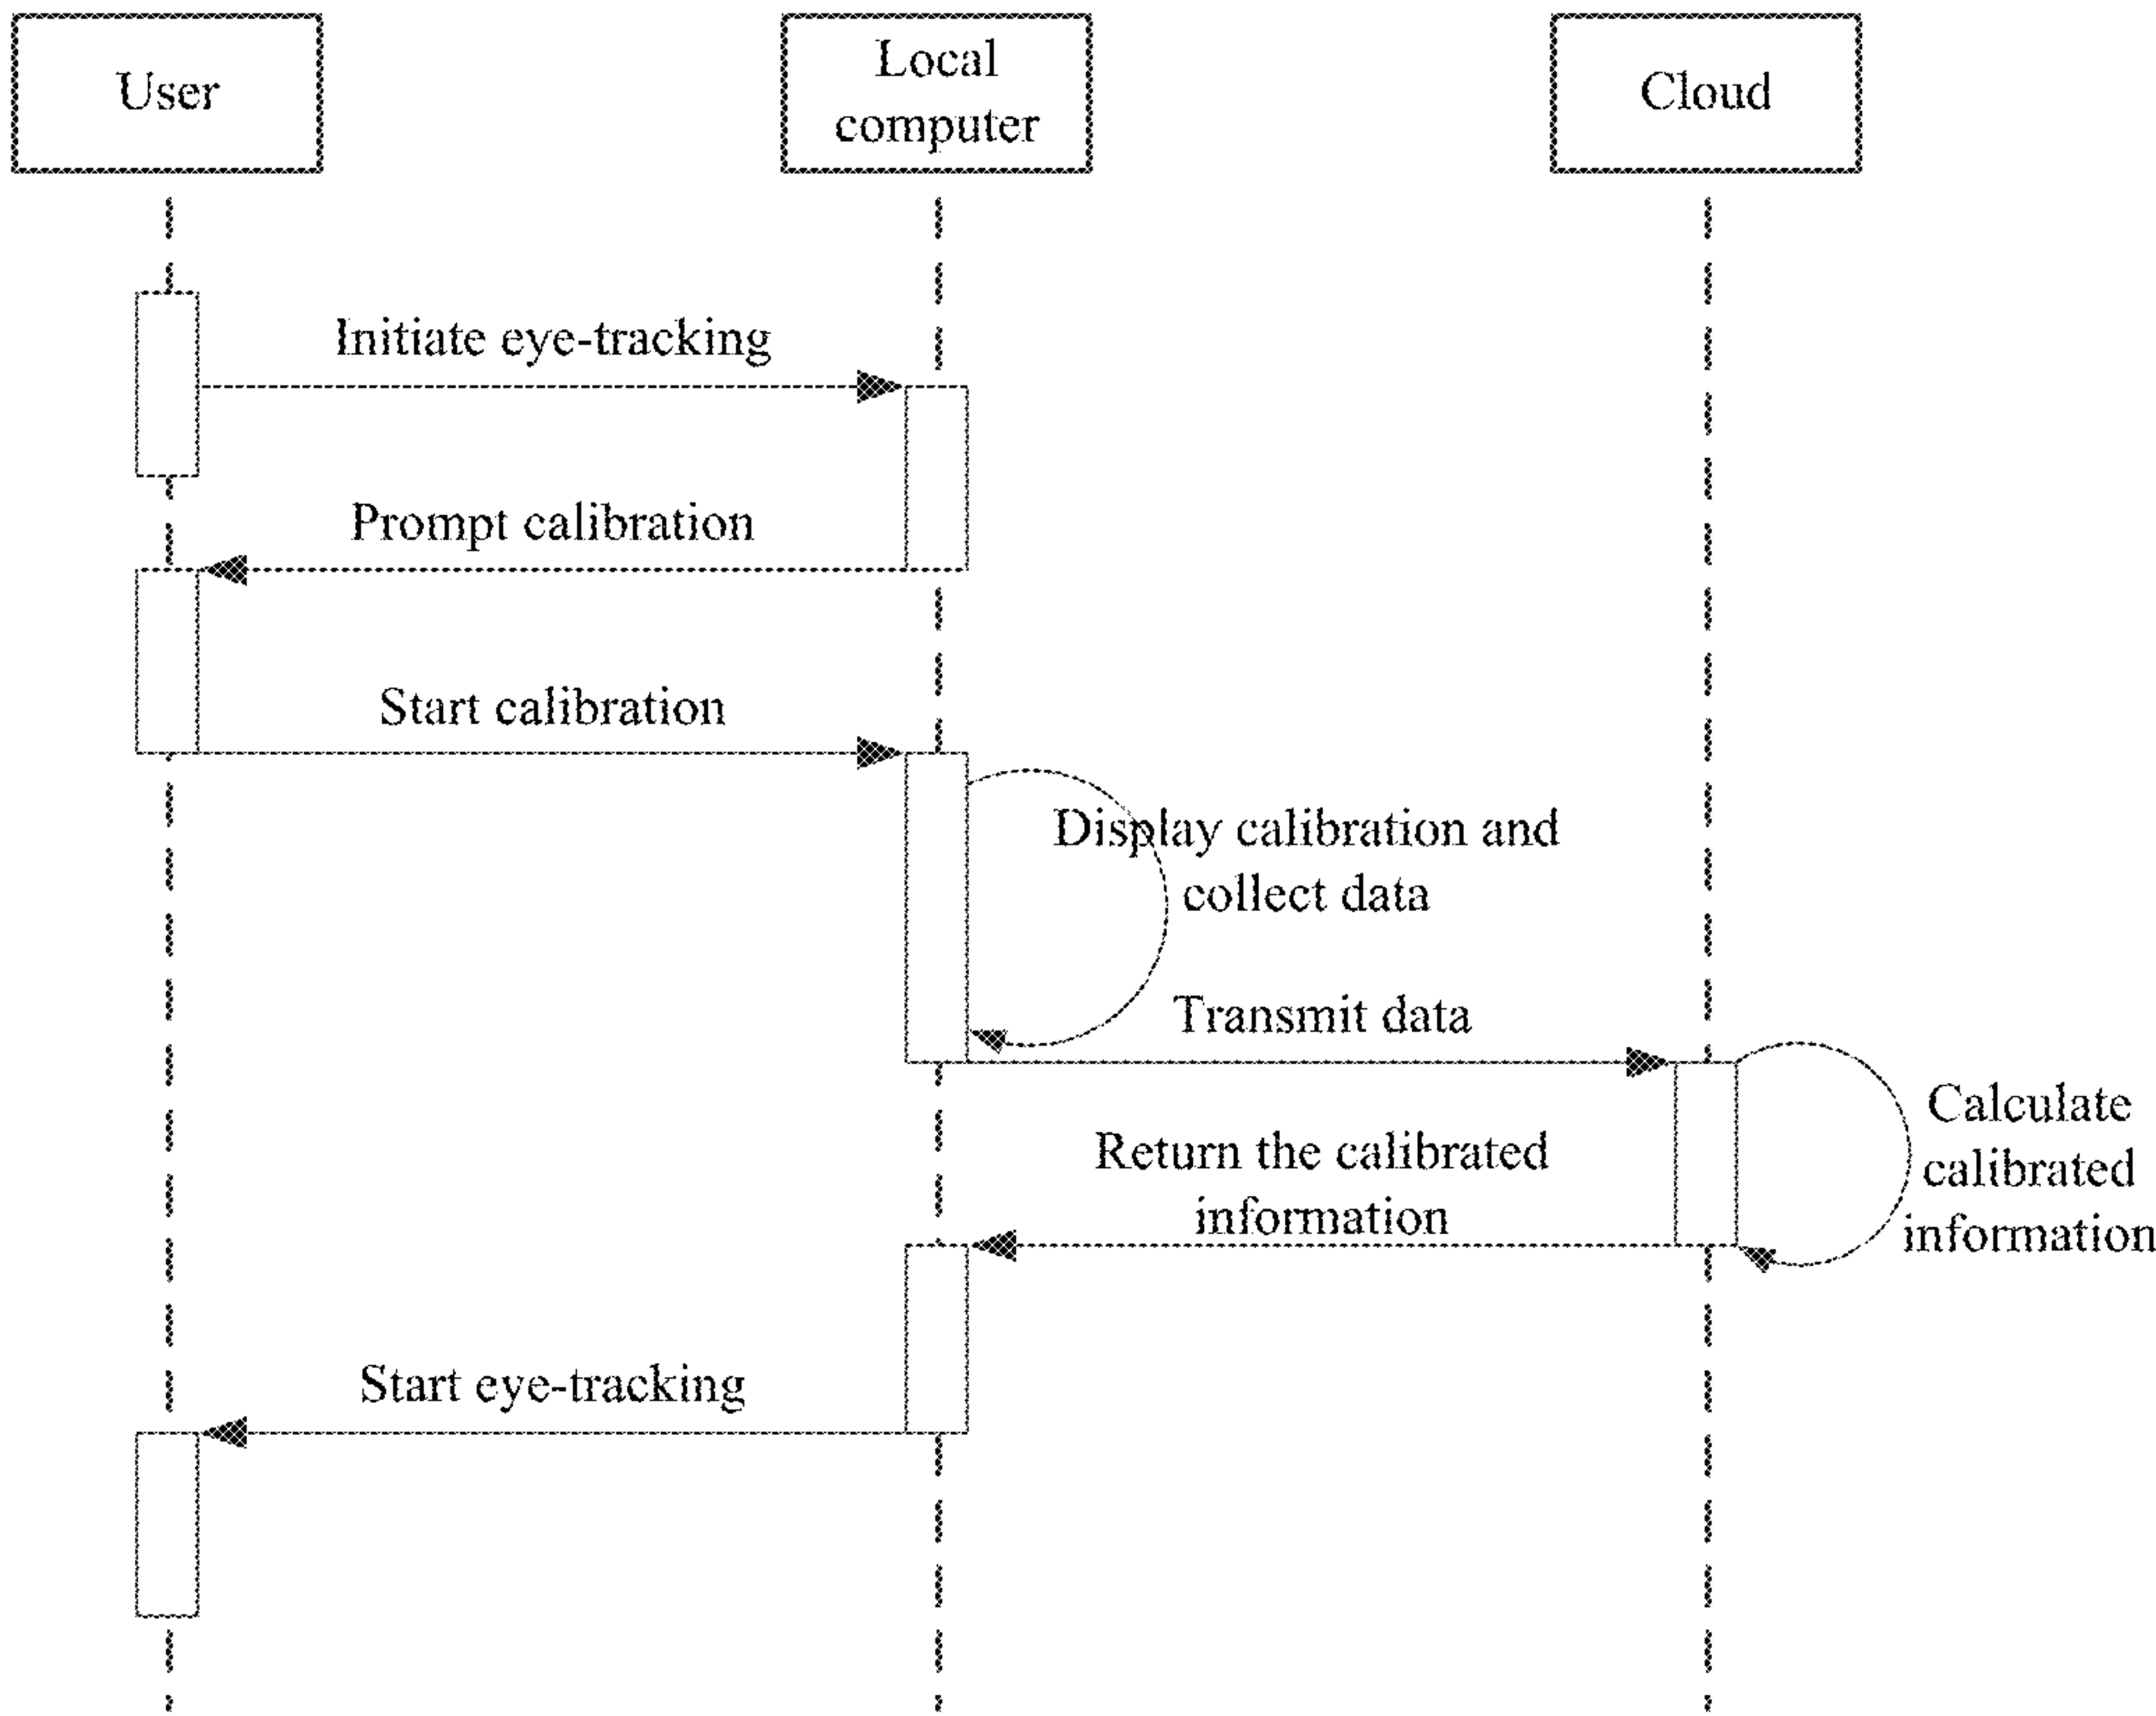 User
Local
computer
Cloud
Initiate eye-tracking
Prompt calibration
Start calibration
Display calibration and
collect data
Transmit data
Calculate
calibrated
information
Return the calibrated
information
Start eye-tracking